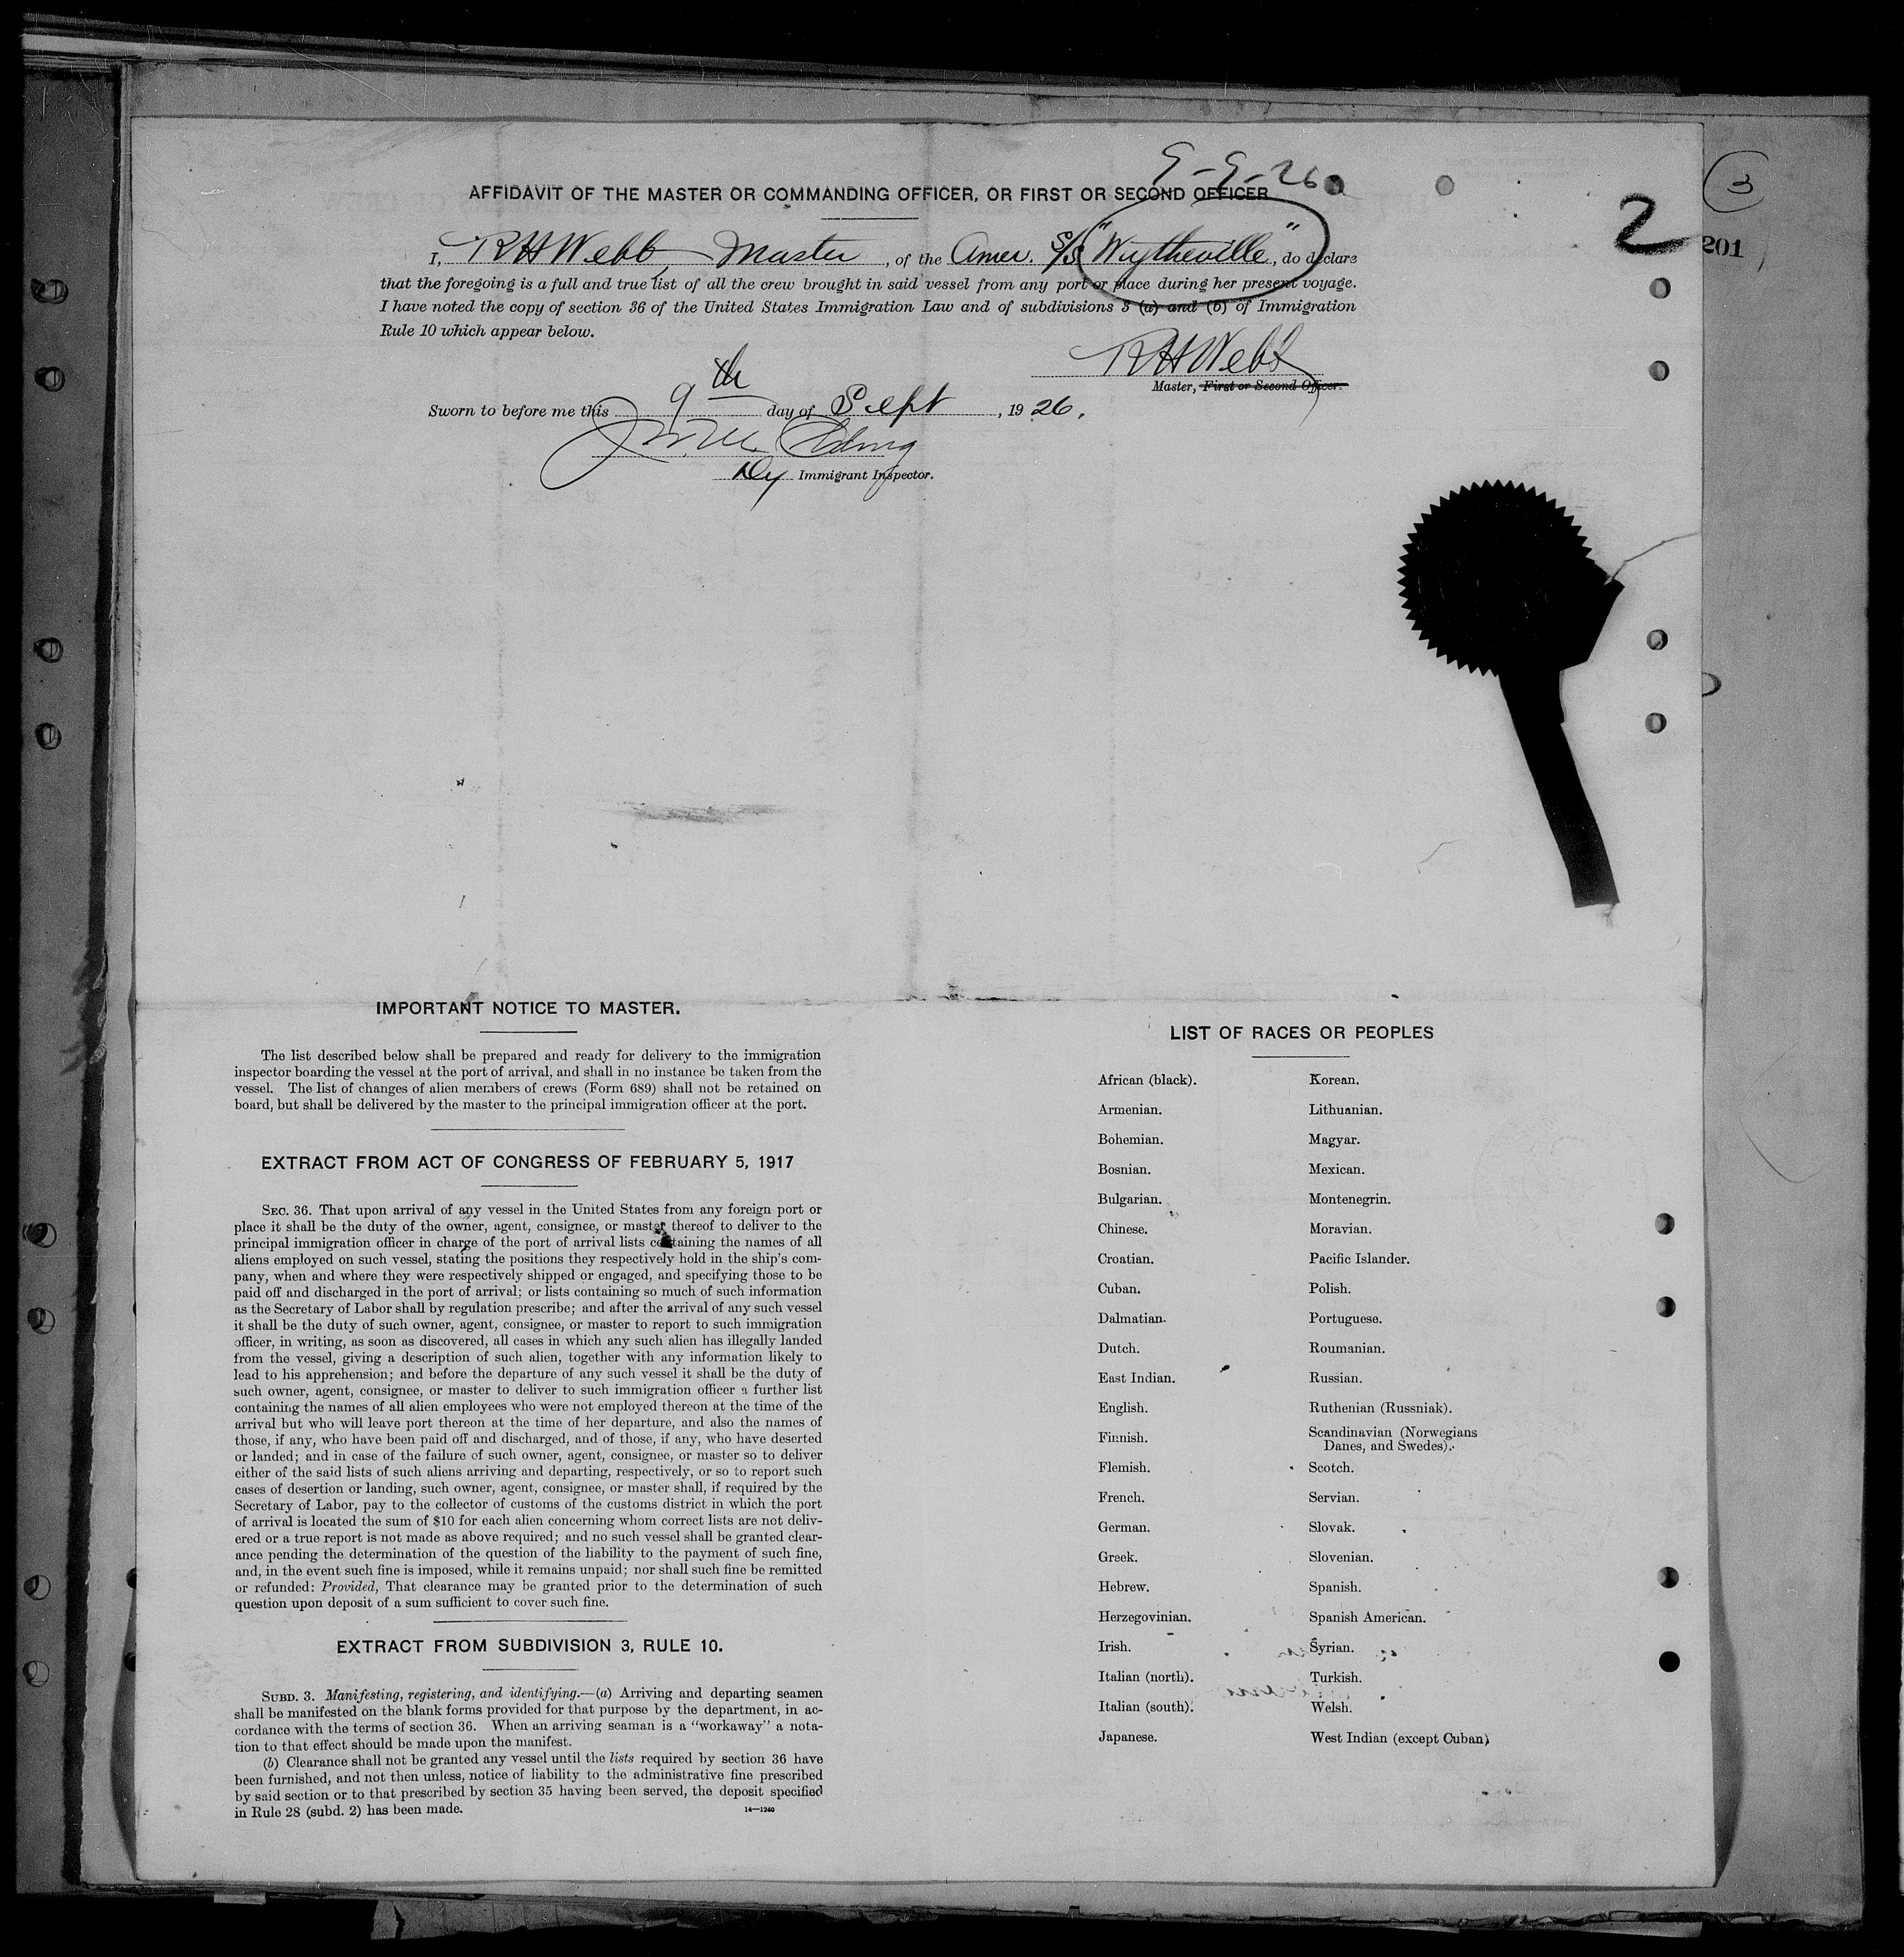 9-9-26
3
2
201
AFFIDAVIT OF THE MASTER OR COMMANDING OFFICER, OR FIRST OR SECOND OFFICER
I, R H Webb, Master, of the Amer. S/S "Wytheville", do declare
that the foregoing is a full and true list of all the crew brought in said vessel from any port or place during her present voyage.
I have noted the copy of section 36 of the United States Immigration Law and of subdivisions 3 (a) and (b) of Immigration
Rule 10 which appear below.
R H Webb
Master, First or Second Officer.
Sworn to before me this 9th day of Sept, 1926.
Immigrant Inspector.
IMPORTANT NOTICE TO MASTER.
The list described below shall be prepared and ready for delivery to the immigration
inspector boarding the vessel at the port of arrival, and shall in no instance be taken from the
vessel. The list of changes of alien members of crews (Form 689) shall not be retained on
board, but shall be delivered by the master to the principal immigration officer at the port.
EXTRACT FROM ACT OF CONGRESS OF FEBRUARY 5, 1917
SEC. 36. That upon arrival of any vessel in the United States from any foreign port or
place it shall be the duty of the owner, agent, consignee, or master thereof to deliver to the
principal immigration officer in charge of the port of arrival lists containing the names of all
aliens employed on such vessel, stating the positions they respectively hold in the ship's com-
pany, when and where they were respectively shipped or engaged, and specifying those to be
paid off and discharged in the port of arrival; or lists containing so much of such information
as the Secretary of Labor shall by regulation prescribe; and after the arrival of any such vessel
it shall be the duty of such owner, agent, consignee, or master to report to such immigration
officer, in writing, as soon as discovered, all cases in which any such alien has illegally landed
from the vessel, giving a description of such alien, together with any information likely to
lead to his apprehension; and before the departure of any such vessel it shall be the duty of
such owner, agent, consignee, or master to deliver to such immigration officer a further list
containing the names of all alien employees who were not employed thereon at the time of the
arrival but who will leave port thereon at the time of her departure, and also the names of
those, if any, who have been paid off and discharged, and of those, if any, who have deserted
or landed; and in case of the failure of such owner, agent, consignee, or master so to deliver
either of the said lists of such aliens arriving and departing, respectively, or so to report such
cases of desertion or landing, such owner, agent, consignee, or master shall, if required by the
Secretary of Labor, pay to the collector of customs of the customs district in which the port
of arrival is located the sum of $10 for each alien concerning whom correct lists are not deliv-
ered or a true report is not made as above required; and no such vessel shall be granted clear-
ance pending the determination of the question of the liability to the payment of such fine,
and, in the event such fine is imposed, while it remains unpaid; nor shall such fine be remitted
or refunded: Provided, That clearance may be granted prior to the determination of such
question upon deposit of a sum sufficient to cover such fine.
EXTRACT FROM SUBDIVISION 3, RULE 10.
SUBD. 3. Manifesting, registering, and identifying.—(a) Arriving and departing seamen
shall be manifested on the blank forms provided for that purpose by the department, in ac-
cordance with the terms of section 36. When an arriving seaman is a "workaway" a nota-
tion to that effect should be made upon the manifest.
(b) Clearance shall not be granted any vessel until the lists required by section 36 have
been furnished, and not then unless, notice of liability to the administrative fine prescribed
by said section or to that prescribed by section 35 having been served, the deposit specified
in Rule 28 (subd. 2) has been made.
14—1240
LIST OF RACES OR PEOPLES
African (black).
Armenian.
Bohemian.
Bosnian.
Bulgarian.
Chinese.
Croatian.
Cuban.
Dalmatian.
Dutch.
East Indian.
English.
Finnish.
Flemish.
French.
German.
Greek.
Hebrew.
Herzegovinian.
Irish.
Italian (north).
Italian (south).
Japanese.
Korean.
Lithuanian.
Magyar.
Mexican.
Montenegrin.
Moravian.
Pacific Islander.
Polish.
Portuguese.
Roumanian.
Russian.
Ruthenian (Russniak).
Scandinavian (Norwegians
Danes, and Swedes).
Scotch.
Servian.
Slovak.
Slovenian.
Spanish.
Spanish American.
Syrian.
Turkish.
Welsh.
West Indian (except Cuban)